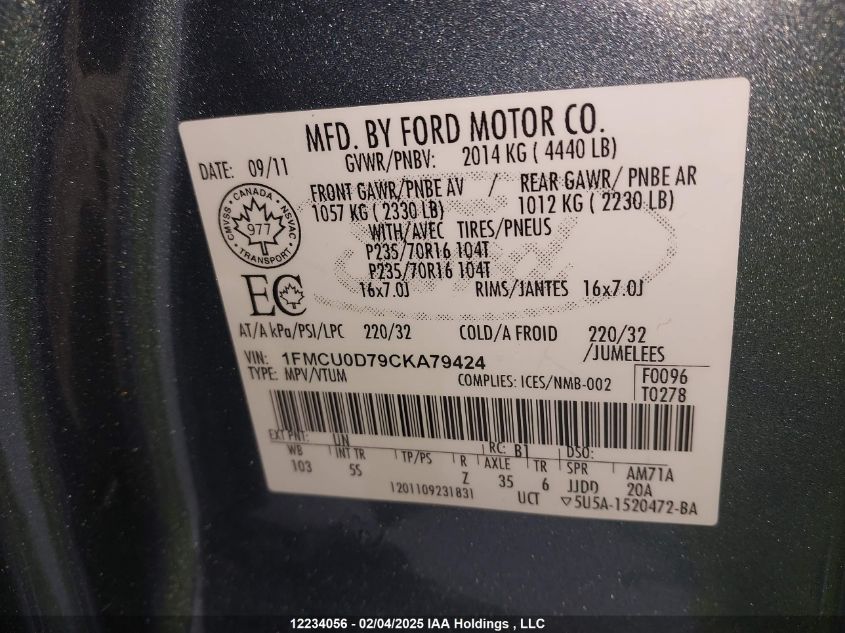 MFD. BY FORD MOTOR CO.
DATE: 09/11 GVWR/PNBV: 2014 KG ( 4440 LB)
FRONT GAWR/PNBE AV / REAR GAWR/ PNBE AR
1057 KG ( 2330 LB) 1012 KG ( 2230 LB)
WITH/AVEC TIRES/PNEUS
P235/70R16 104T
P235/70R16 104T
16x7.0J RIMS/JANTES 16x7.0J
CANADA
CMVSS NSVAC
977
TRANSPORT
EC
AT/A kPa/PSI/LPC 220/32 COLD/A FROID 220/32
/JUMELEES
VIN: 1FMCU0D79CKA79424
TYPE: MPV/VTUM COMPLIES: ICES/NMB-002
F0096
T0278
EXT PNT: UN RC: B1 DSO:
WB INT TR TP/PS R AXLE TR SPR AM71A
103 5S Z 35 6 JJDD 20A
1201109231831 UCT ▽5U5A-1520472-BA
12234056 - 02/04/2025 IAA Holdings , LLC